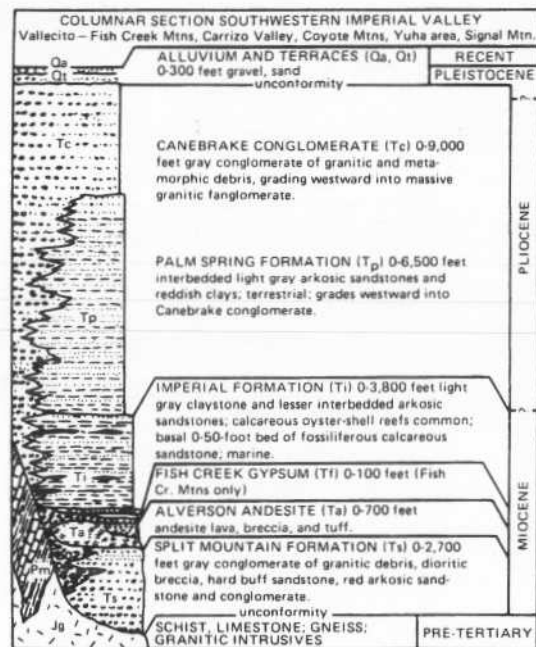 COLUMNAR SECTION SOUTHWESTERN IMPERIAL VALLEY
Vallecito – Fish Creek Mtns, Carrizo Valley, Coyote Mtns, Yuha area, Signal Mtn.
Qa
Qt
ALLUVIUM AND TERRACES (Qa, Qt)
0-300 feet gravel, sand
unconformity
RECENT
PLEISTOCENE
?
Tc
CANEBRAKE CONGLOMERATE (Tc) 0-9,000
feet gray conglomerate of granitic and meta-
morphic debris, grading westward into massive
granitic fanglomerate.
PLIOCENE
Tp
PALM SPRING FORMATION (Tp) 0-6,500 feet
interbedded light gray arkosic sandstones and
reddish clays; terrestrial; grades westward into
Canebrake conglomerate.
?
Ti
IMPERIAL FORMATION (Ti) 0-3,800 feet light
gray claystone and lesser interbedded arkosic
sandstones; calcareous oyster-shell reefs common;
basal 0-50-foot bed of fossiliferous calcareous
sandstone; marine.
FISH CREEK GYPSUM (Tf) 0-100 feet (Fish
Cr. Mtns only)
MIOCENE
Ta
ALVERSON ANDESITE (Ta) 0-700 feet
andesite lava, breccia, and tuff.
Pm
Ts
SPLIT MOUNTAIN FORMATION (Ts) 0-2,700
feet gray conglomerate of granitic debris, dioritic
breccia, hard buff sandstone, red arkosic sand-
stone and conglomerate.
unconformity
Jg
SCHIST, LIMESTONE; GNEISS;
GRANITIC INTRUSIVES
PRE-TERTIARY